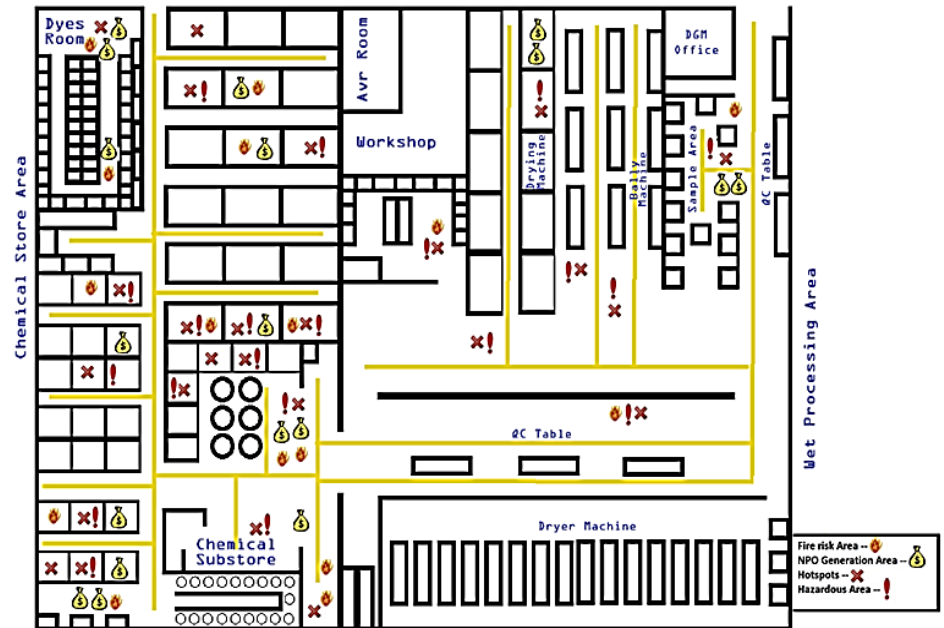 Dyes
Room
Avr Room
DGM
Office
Workshop
Drying
Machine
Bally
Machine
Sample Area
QC Table
Chemical Store Area
Wet Processing Area
QC Table
Dryer Machine
Chemical
Substore
Fire risk Area --
NPO Generation Area --
Hotspots --
Hazardous Area --